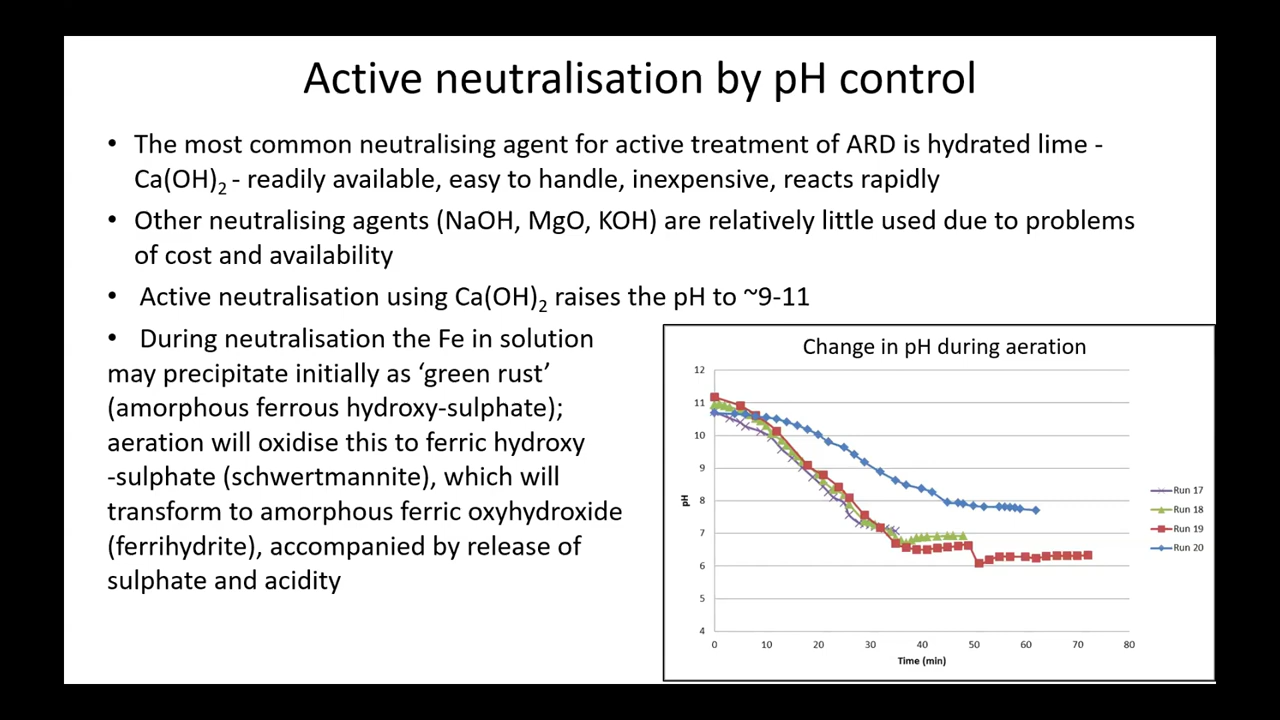 Active neutralisation by pH control
• The most common neutralising agent for active treatment of ARD is hydrated lime -
Ca(OH)2 - readily available, easy to handle, inexpensive, reacts rapidly
• Other neutralising agents (NaOH, MgO, KOH) are relatively little used due to problems
of cost and availability
• Active neutralisation using Ca(OH)2 raises the pH to ~9-11
• During neutralisation the Fe in solution
may precipitate initially as ‘green rust’
(amorphous ferrous hydroxy-sulphate);
aeration will oxidise this to ferric hydroxy
-sulphate (schwertmannite), which will
transform to amorphous ferric oxyhydroxide
(ferrihydrite), accompanied by release of
sulphate and acidity
Change in pH during aeration
12
11
10
9
8
7
6
5
4
pH
0 10 20 30 40 50 60 70 80
Time (min)
Run 17
Run 18
Run 19
Run 20